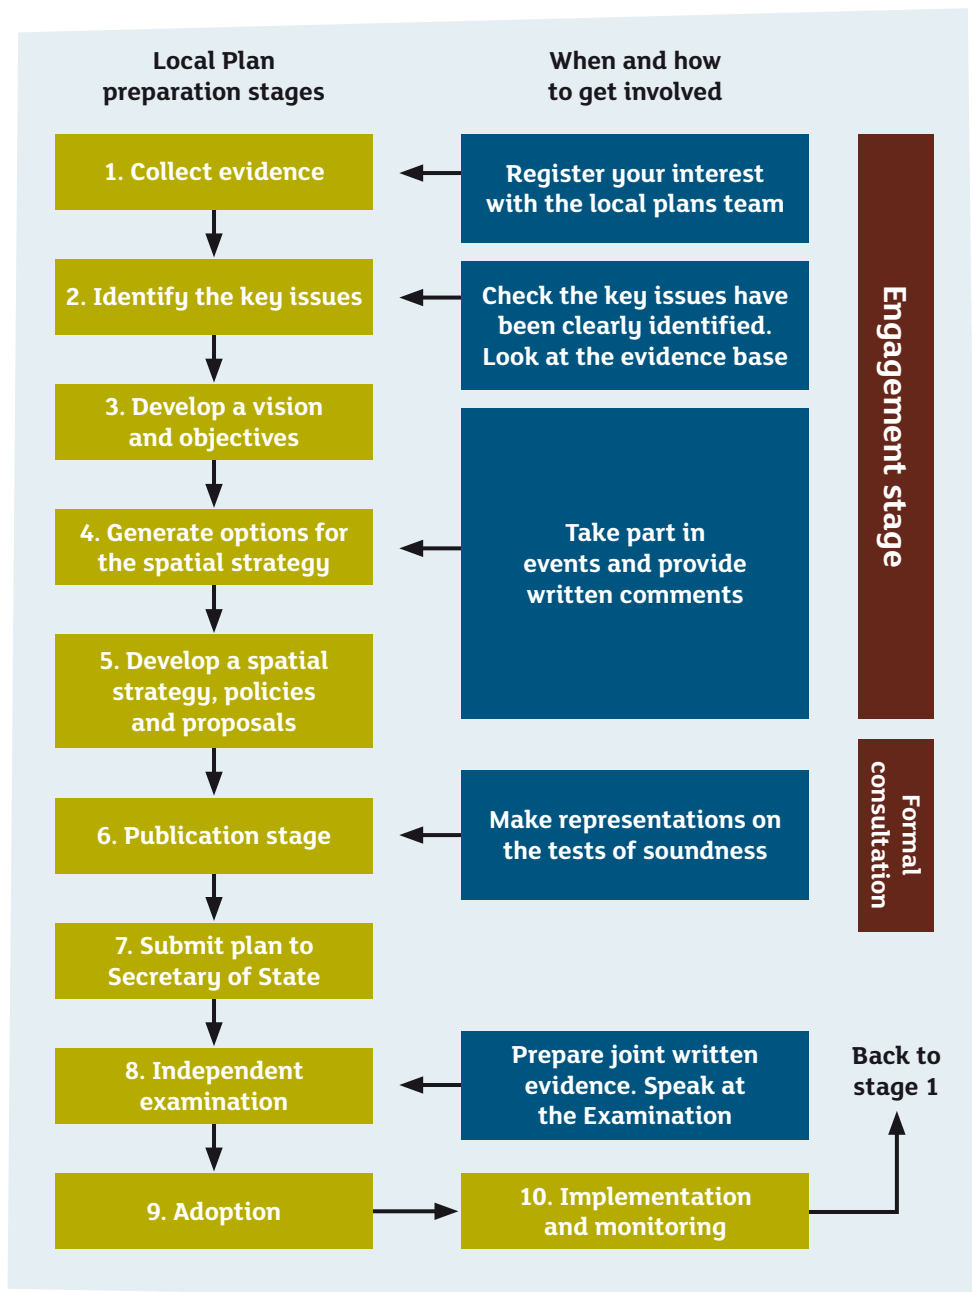 Local Plan
preparation stages
When and how
to get involved
1. Collect evidence
Register your interest
with the local plans team
2. Identify the key issues
Check the key issues have
been clearly identified.
Look at the evidence base
3. Develop a vision
and objectives
4. Generate options for
the spatial strategy
Take part in
events and provide
written comments
5. Develop a spatial
strategy, policies
and proposals
Engagement stage
6. Publication stage
Make representations on
the tests of soundness
Formal
consultation
7. Submit plan to
Secretary of State
8. Independent
examination
Prepare joint written
evidence. Speak at
the Examination
Back to
stage 1
9. Adoption
10. Implementation
and monitoring